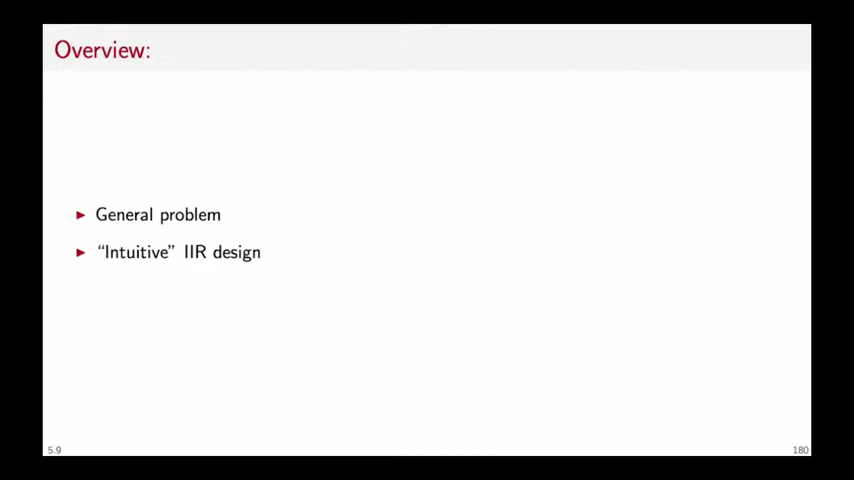 Overview:
▶ General problem
▶ “Intuitive” IIR design
5.9
180